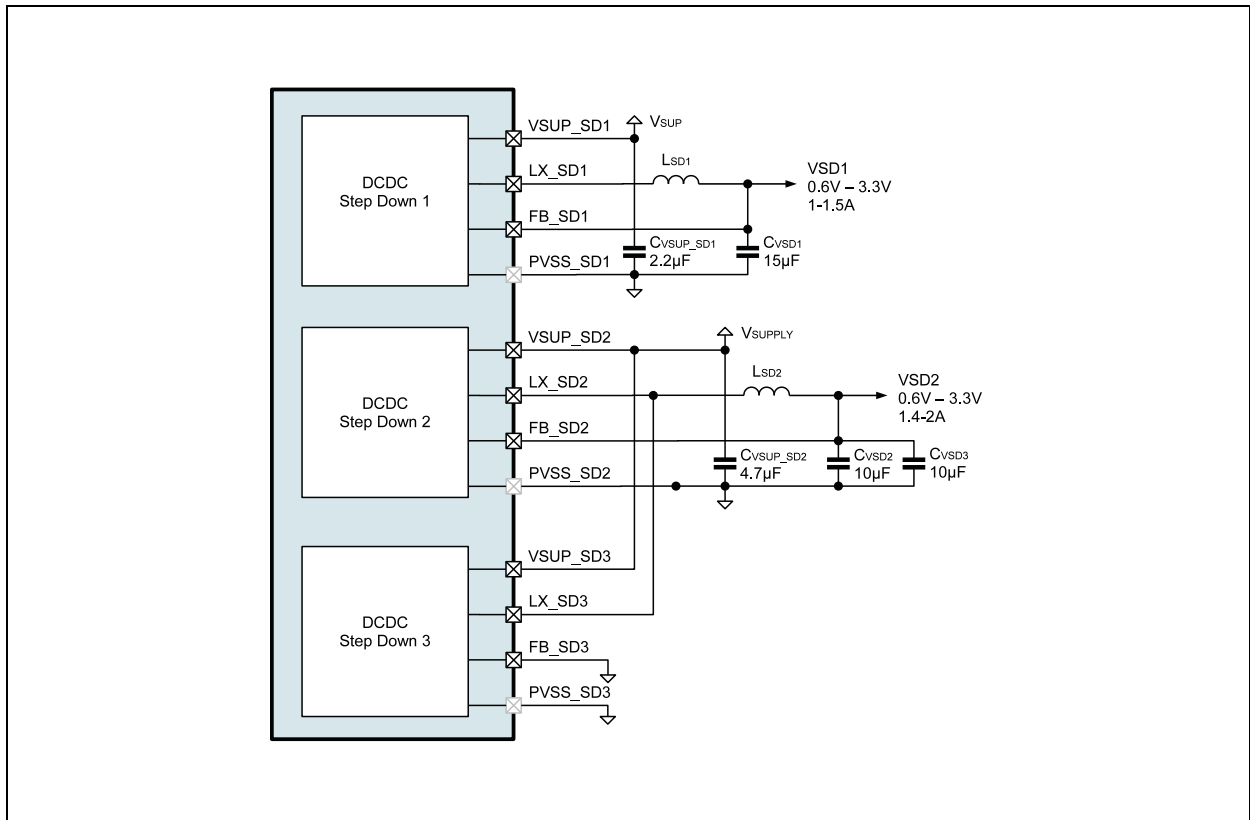 VSUP_SD1
VSUP
LX_SD1
LSD1
VSD1
0.6V – 3.3V
1-1.5A
DCDC
Step Down 1
FB_SD1
CVSUP_SD1
2.2µF
CVSD1
15µF
PVSS_SD1
VSUP_SD2
VSUPPLY
LX_SD2
LSD2
VSD2
0.6V – 3.3V
1.4-2A
DCDC
Step Down 2
FB_SD2
CVSUP_SD2
4.7µF
CVSD2
10µF
CVSD3
10µF
PVSS_SD2
VSUP_SD3
LX_SD3
DCDC
Step Down 3
FB_SD3
PVSS_SD3